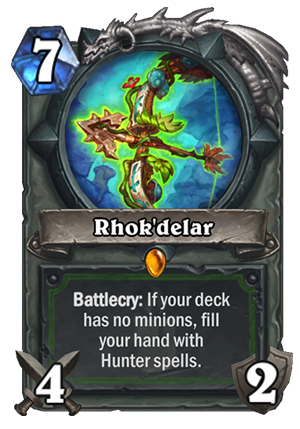 7
Rhok'delar
Battlecry: If your deck
has no minions, fill
your hand with
Hunter spells.
4
2